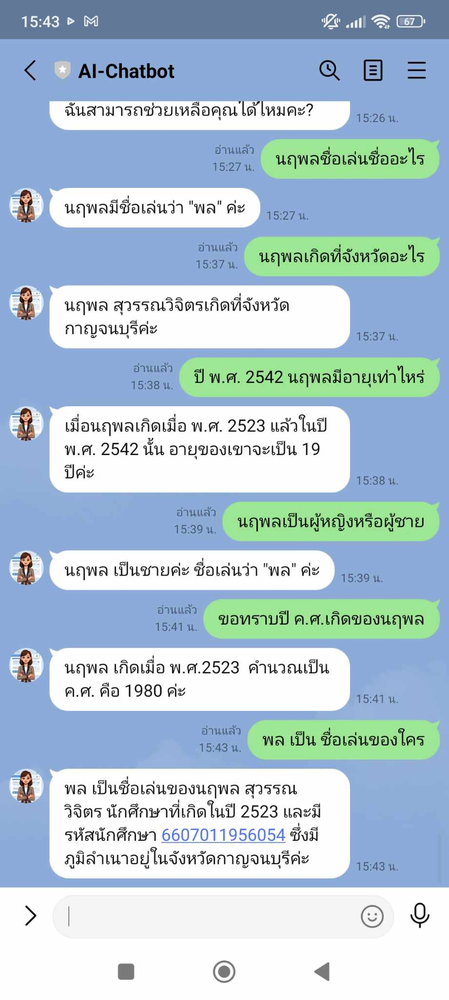 15:43
67
AI-Chatbot
ฉันสามารถช่วยเหลือคุณได้ไหมคะ?
15:26 น.
อ่านแล้ว
15:27 น.
นฤพลชื่อเล่นชื่ออะไร
นฤพลมีชื่อเล่นว่า "พล" ค่ะ
15:27 น.
อ่านแล้ว
15:37 น.
นฤพลเกิดที่จังหวัดอะไร
นฤพล สุวรรณวิจิตรเกิดที่จังหวัด
กาญจนบุรีค่ะ
15:37 น.
อ่านแล้ว
15:38 น.
ปี พ.ศ. 2542 นฤพลมีอายุเท่าไหร่
เมื่อนฤพลเกิดเมื่อ พ.ศ. 2523 แล้วในปี
พ.ศ. 2542 นั้น อายุของเขาจะเป็น 19
ปีค่ะ
15:38 น.
อ่านแล้ว
15:39 น.
นฤพลเป็นผู้หญิงหรือผู้ชาย
นฤพล เป็นชายค่ะ ชื่อเล่นว่า "พล" ค่ะ
15:39 น.
อ่านแล้ว
15:41 น.
ขอทราบปี ค.ศ.เกิดของนฤพล
นฤพล เกิดเมื่อ พ.ศ.2523  คำนวณเป็น
ค.ศ. คือ 1980 ค่ะ
15:41 น.
อ่านแล้ว
15:43 น.
พล เป็น ชื่อเล่นของใคร
พล เป็นชื่อเล่นของนฤพล สุวรรณ
วิจิตร นักศึกษาที่เกิดในปี 2523 และมี
รหัสนักศึกษา 6607011956054 ซึ่งมี
ภูมิลำเนาอยู่ในจังหวัดกาญจนบุรีค่ะ
15:43 น.